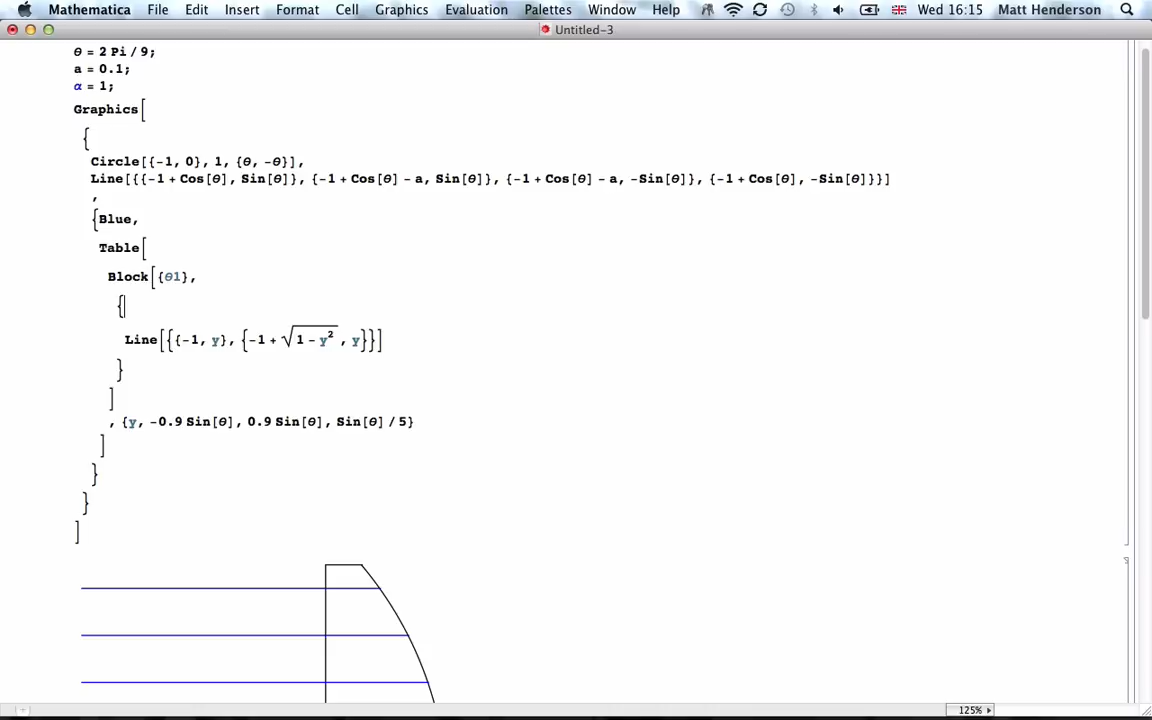 Mathematica File Edit Insert Format Cell Graphics Evaluation Palettes Window Help Wed 16:15 Matt Henderson
Untitled-3
θ = 2 Pi / 9;
a = 0.1;
α = 1;
Graphics[
{
Circle[{-1, 0}, 1, {θ, -θ}],
Line[{{-1 + Cos[θ], Sin[θ]}, {-1 + Cos[θ] - a, Sin[θ]}, {-1 + Cos[θ] - a, -Sin[θ]}, {-1 + Cos[θ], -Sin[θ]}}]
,
{Blue,
Table[
Block[{θ1},
{
Line[{{-1, y}, {-1 + √1 - y², y}}]
}
]
, {y, -0.9 Sin[θ], 0.9 Sin[θ], Sin[θ] / 5}
]
}
}
]
125%